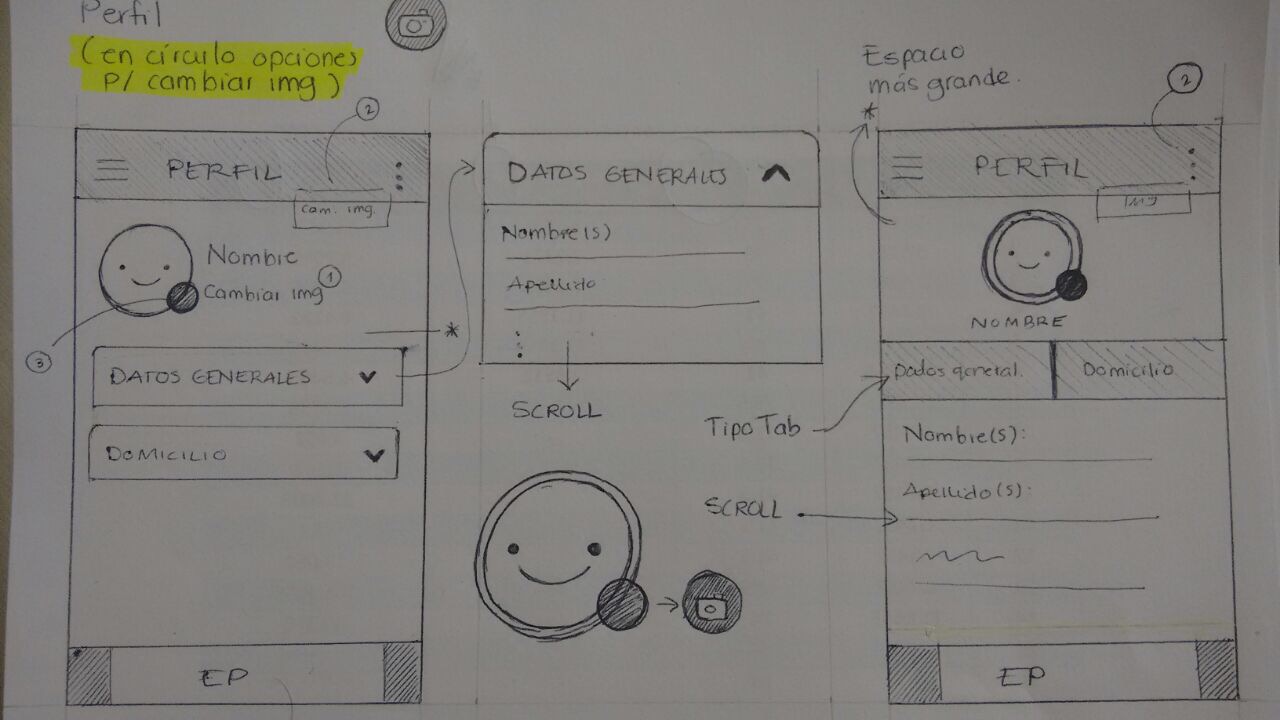 Perfil
(en círculo opciones
P/ cambiar img)
2
PERFIL
Cam. img.
Nombre
Cambiar img
1
3
*
DATOS GENERALES
DOMICILIO
EP
DATOS GENERALES
Nombre(s)
Apellido
SCROLL
Tipo Tab
SCROLL
Espacio
más grande.
*
2
PERFIL
IMG
NOMBRE
Datos general.
Domicilio
Nombre(s):
Apellido(s):
EP